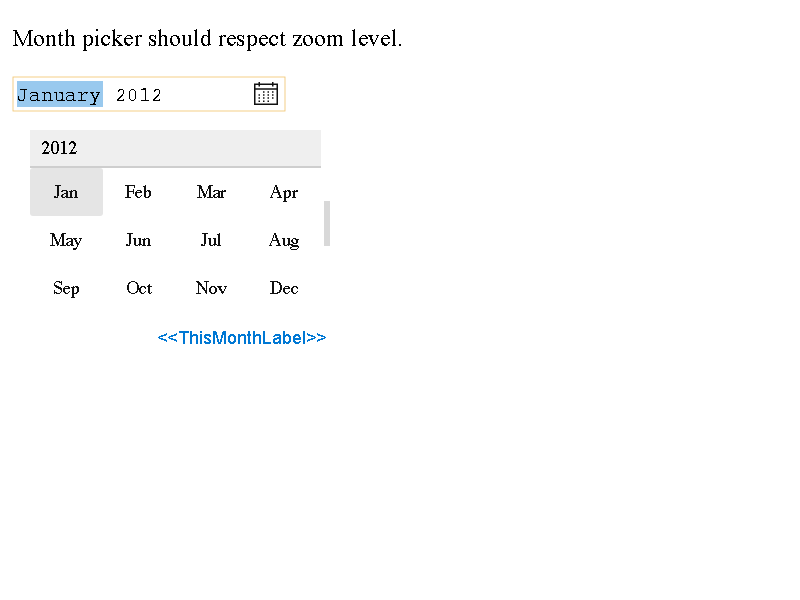 Month picker should respect zoom level.
January 2012
2012
Jan Feb Mar Apr
May Jun Jul Aug
Sep Oct Nov Dec
<<ThisMonthLabel>>